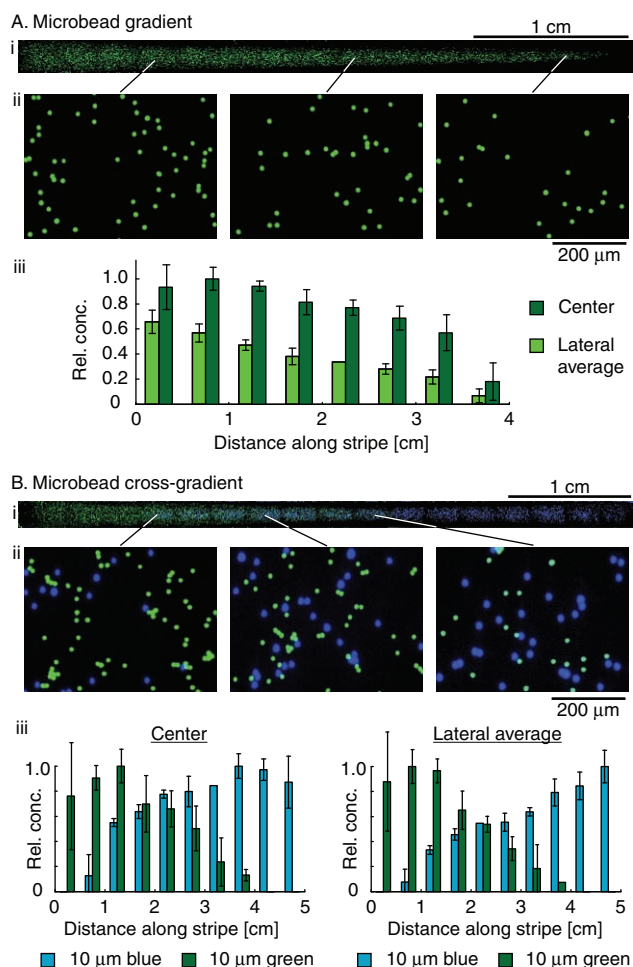 A. Microbead gradient
1 cm
i
ii
200 μm
iii
Rel. conc.
1.0
0.8
0.6
0.4
0.2
0
0 1 2 3 4
Distance along stripe [cm]
Center
Lateral
average
B. Microbead cross-gradient
1 cm
i
ii
200 μm
iii
Center
Rel. conc.
1.0
0
0 1 2 3 4 5
Distance along stripe [cm]
10 μm blue 10 μm green
Lateral average
Rel. conc.
1.0
0
0 1 2 3 4 5
Distance along stripe [cm]
10 μm blue 10 μm green